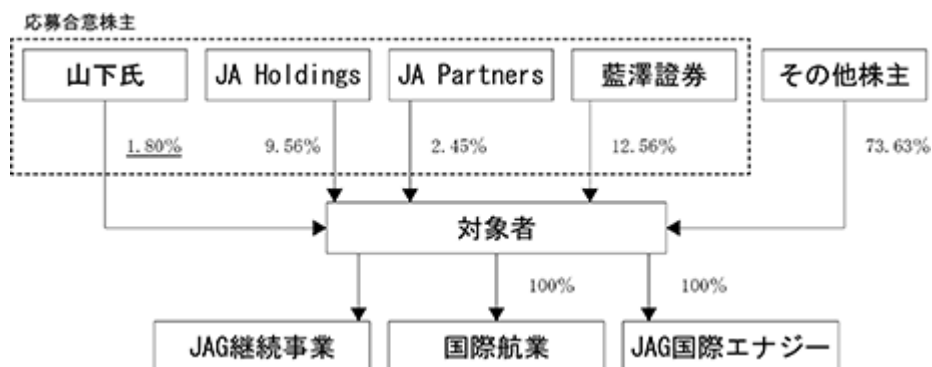 応募合意株主
山下氏
JA Holdings
JA Partners
藍澤證券
その他株主
1.80%
9.56%
2.45%
12.56%
73.63%
対象者
100%
100%
JAG継続事業
国際航業
JAG国際エナジー